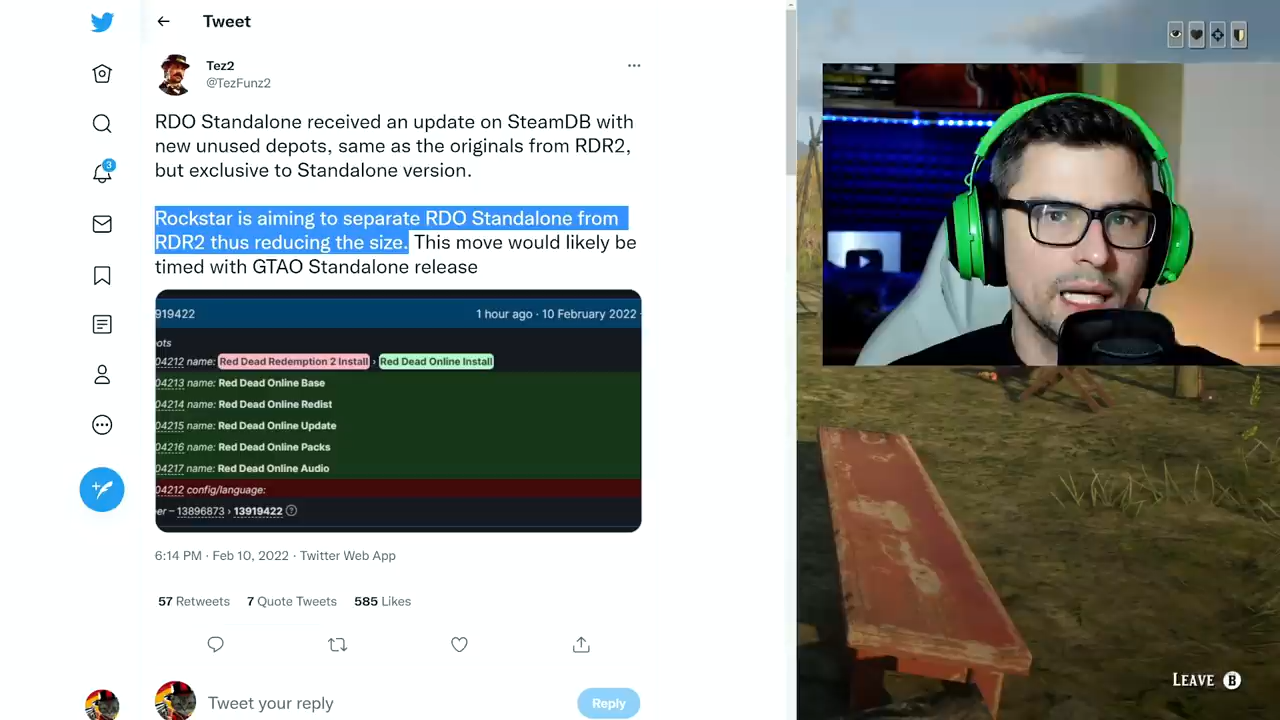 Tweet
Tez2
@TezFunz2
RDO Standalone received an update on SteamDB with
new unused depots, same as the originals from RDR2,
but exclusive to Standalone version.
Rockstar is aiming to separate RDO Standalone from
RDR2 thus reducing the size. This move would likely be
timed with GTAO Standalone release
919422
1 hour ago · 10 February 2022
ots
04212 name: Red Dead Redemption 2 Install › Red Dead Online Install
04213 name: Red Dead Online Base
04214 name: Red Dead Online Redist
04215 name: Red Dead Online Update
04216 name: Red Dead Online Packs
04217 name: Red Dead Online Audio
04212 config/language:
er – 13896873 › 13919422 ?
6:14 PM · Feb 10, 2022 · Twitter Web App
57 Retweets 7 Quote Tweets 585 Likes
Tweet your reply
Reply
3
LEAVE B